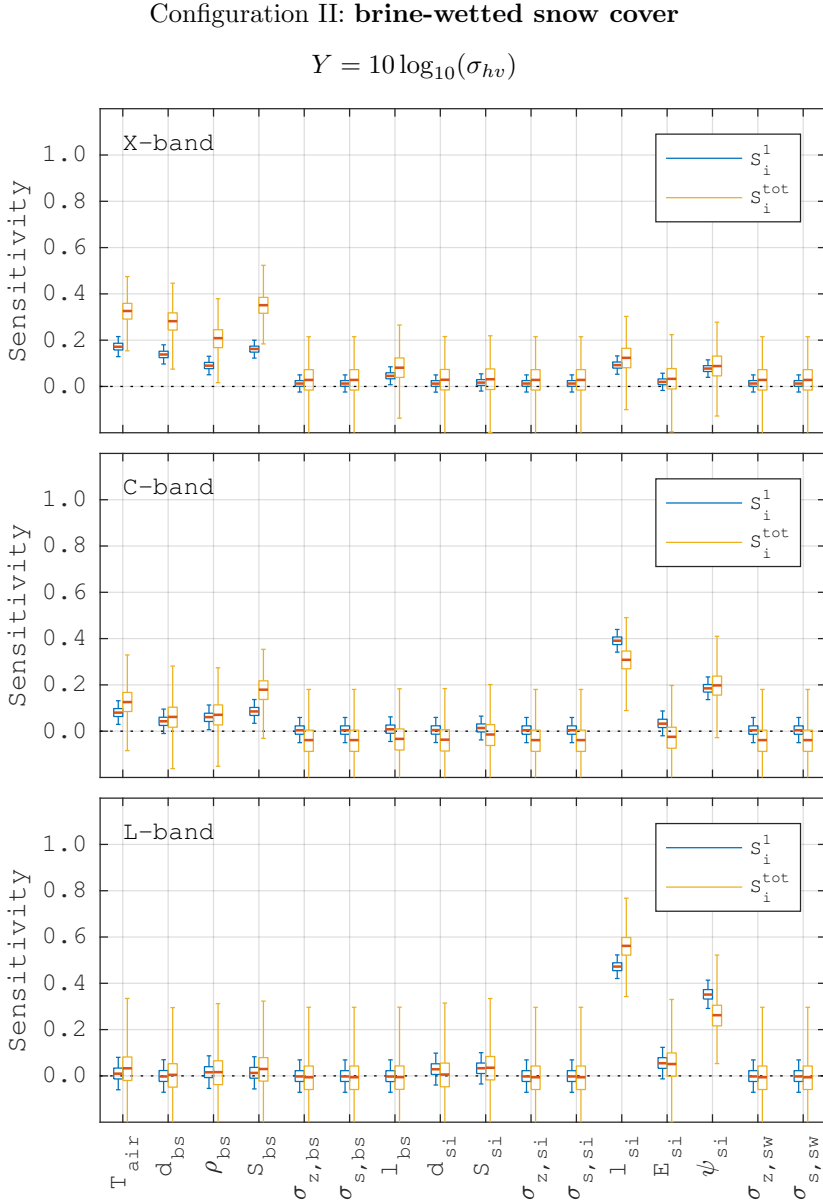 Configuration II: brine-wetted snow cover
Y = 10 log₁₀(σₕᵥ)
X-band
S_i^1
S_i^tot
1.0
0.8
0.6
0.4
0.2
0.0
Sensitivity
C-band
S_i^1
S_i^tot
1.0
0.8
0.6
0.4
0.2
0.0
Sensitivity
L-band
S_i^1
S_i^tot
1.0
0.8
0.6
0.4
0.2
0.0
Sensitivity
T_air
d_bs
ρ_bs
S_bs
σ_z,bs
σ_s,bs
l_bs
d_si
S_si
σ_z,si
σ_s,si
l_si
E_si
ψ_si
σ_z,sw
σ_s,sw